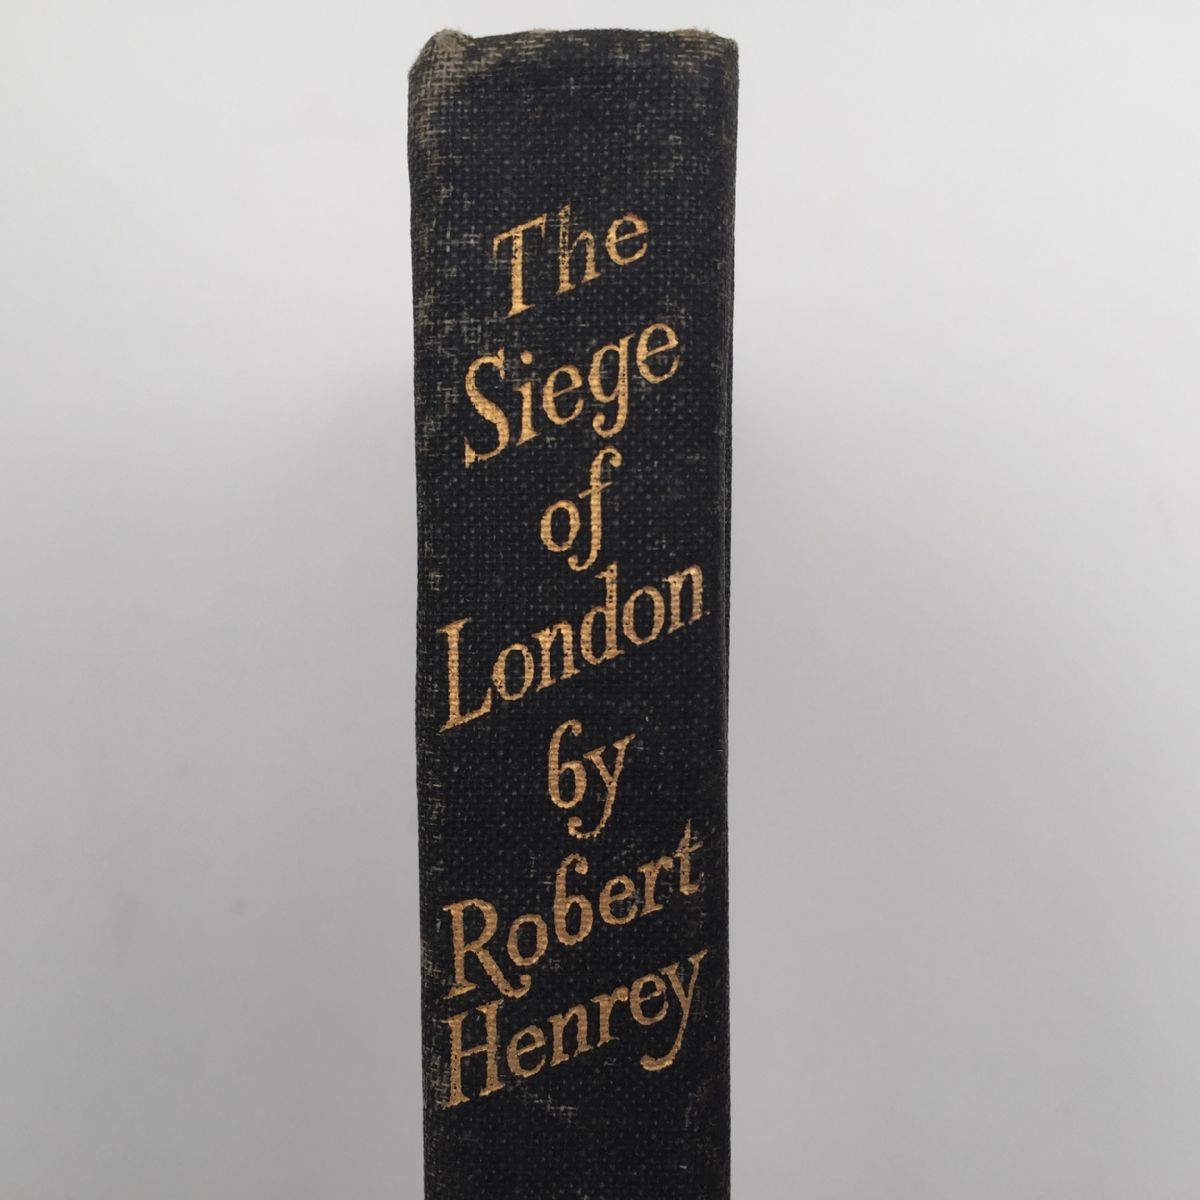 The
Siege
of
London
by
Robert
Henrey